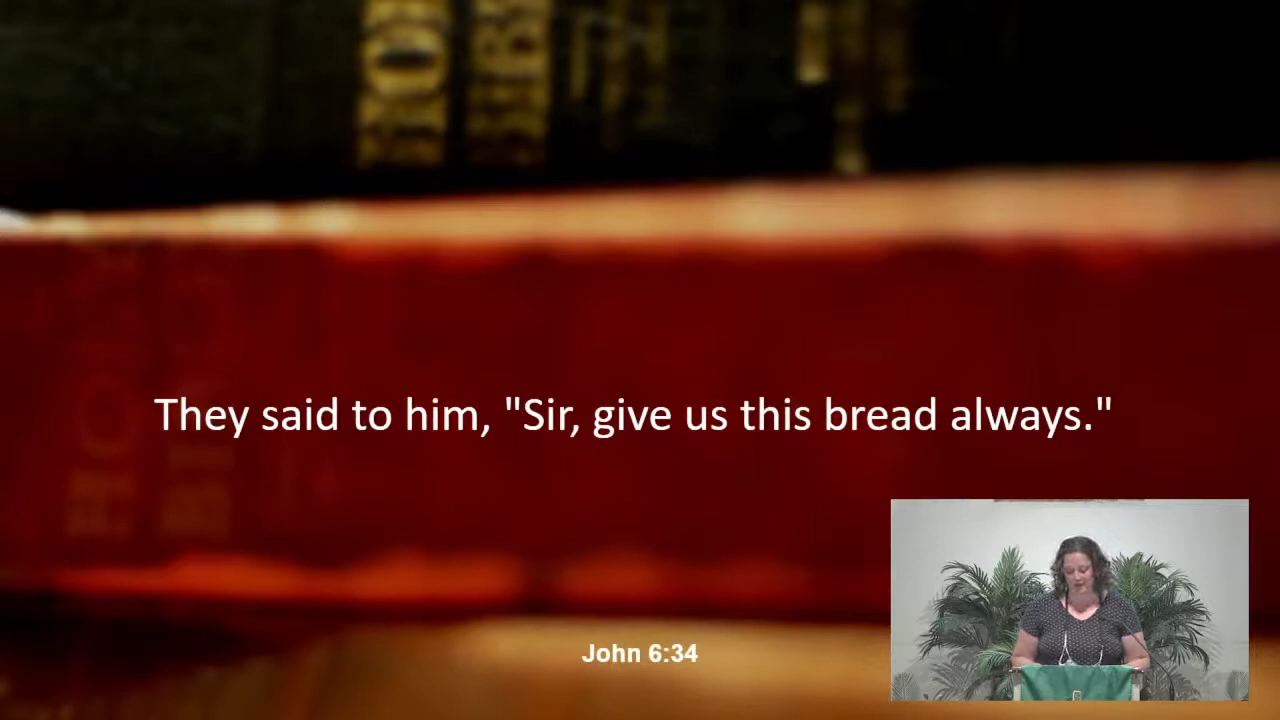 They said to him, "Sir, give us this bread always."
John 6:34